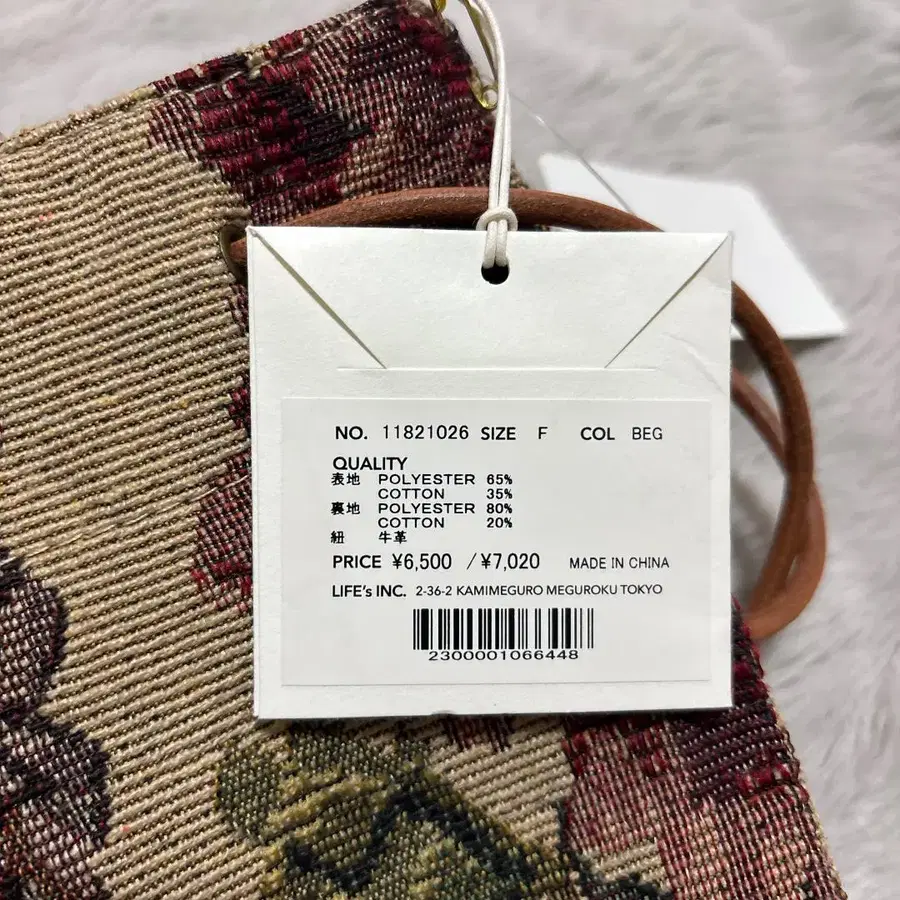 NO. 11821026 SIZE F COL BEG
QUALITY
表地 POLYESTER 65%
COTTON 35%
裏地 POLYESTER 80%
COTTON 20%
紐 牛革
PRICE ¥6,500 /¥7,020 MADE IN CHINA
LIFE's INC. 2-36-2 KAMIMEGURO MEGUROKU TOKYO
2300001066448